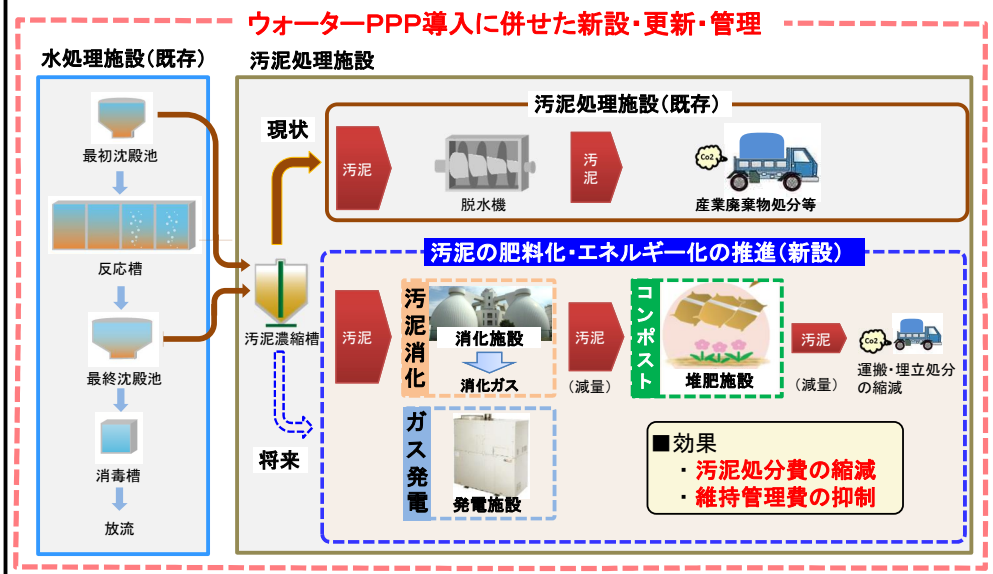 ウォーターPPP導入に併せた新設・更新・管理
水処理施設(既存)
最初沈殿池
反応槽
最終沈殿池
消毒槽
放流
汚泥処理施設
現状
汚泥濃縮槽
将来
汚泥処理施設(既存)
汚泥
脱水機
汚泥
Co2
産業廃棄物処分等
汚泥の肥料化・エネルギー化の推進(新設)
汚泥
汚泥消化
消化施設
消化ガス
ガス発電
発電施設
汚泥
(減量)
コンポスト
堆肥施設
汚泥
(減量)
Co2
運搬・埋立処分
の縮減
■効果
・汚泥処分費の縮減
・維持管理費の抑制